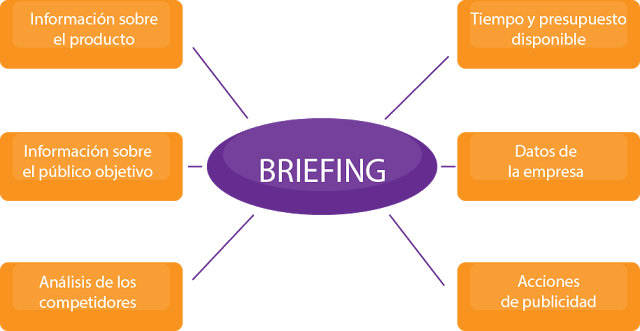 Información sobre
el producto
Tiempo y presupuesto
disponible
Información sobre
el público objetivo
BRIEFING
Datos de
la empresa
Análisis de los
competidores
Acciones
de publicidad